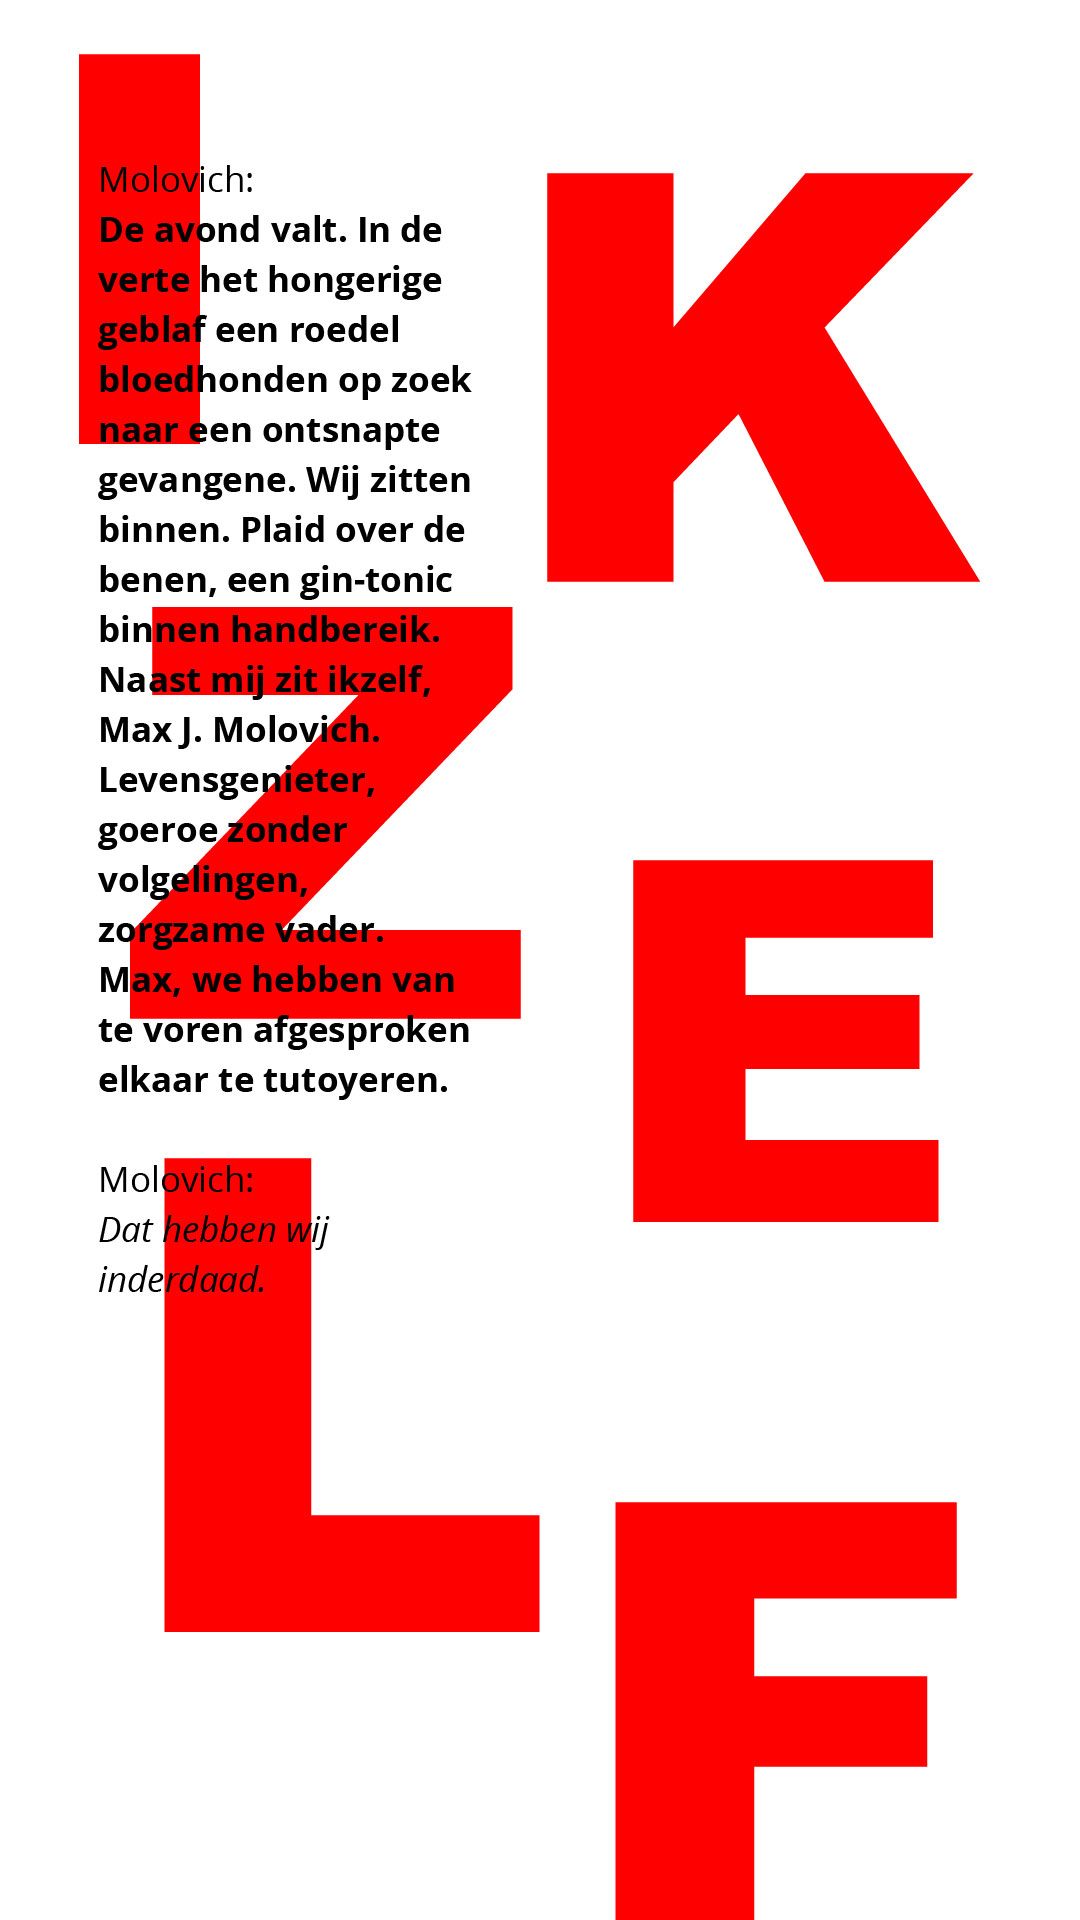 I K
Z E
L F
Molovich:
De avond valt. In de
verte het hongerige
geblaf een roedel
bloedhonden op zoek
naar een ontsnapte
gevangene. Wij zitten
binnen. Plaid over de
benen, een gin-tonic
binnen handbereik.
Naast mij zit ikzelf,
Max J. Molovich.
Levensgenieter,
goeroe zonder
volgelingen,
zorgzame vader.
Max, we hebben van
te voren afgesproken
elkaar te tutoyeren.
Molovich:
Dat hebben wij
inderdaad.